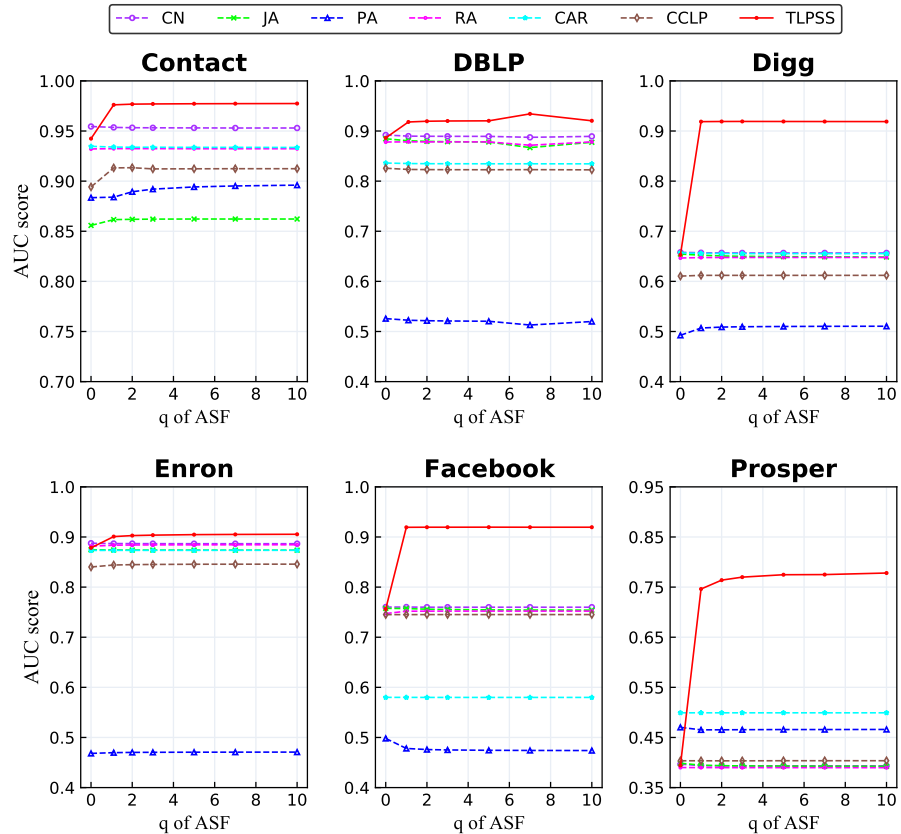 CN JA PA RA CAR CCLP TLPSS
Contact DBLP Digg
1.00 1.0 1.0
0.95 0.9 0.9
0.90 0.8 0.8
0.85 0.7 0.7
0.80 0.6 0.6
0.75 0.5 0.5
0.70 0.4 0.4
AUC score
0 2 4 6 8 10 0 2 4 6 8 10 0 2 4 6 8 10
q of ASF q of ASF q of ASF
Enron Facebook Prosper
1.0 1.0 0.95
0.9 0.9 0.85
0.8 0.8 0.75
0.7 0.7 0.65
0.6 0.6 0.55
0.5 0.5 0.45
0.4 0.4 0.35
AUC score
0 2 4 6 8 10 0 2 4 6 8 10 0 2 4 6 8 10
q of ASF q of ASF q of ASF